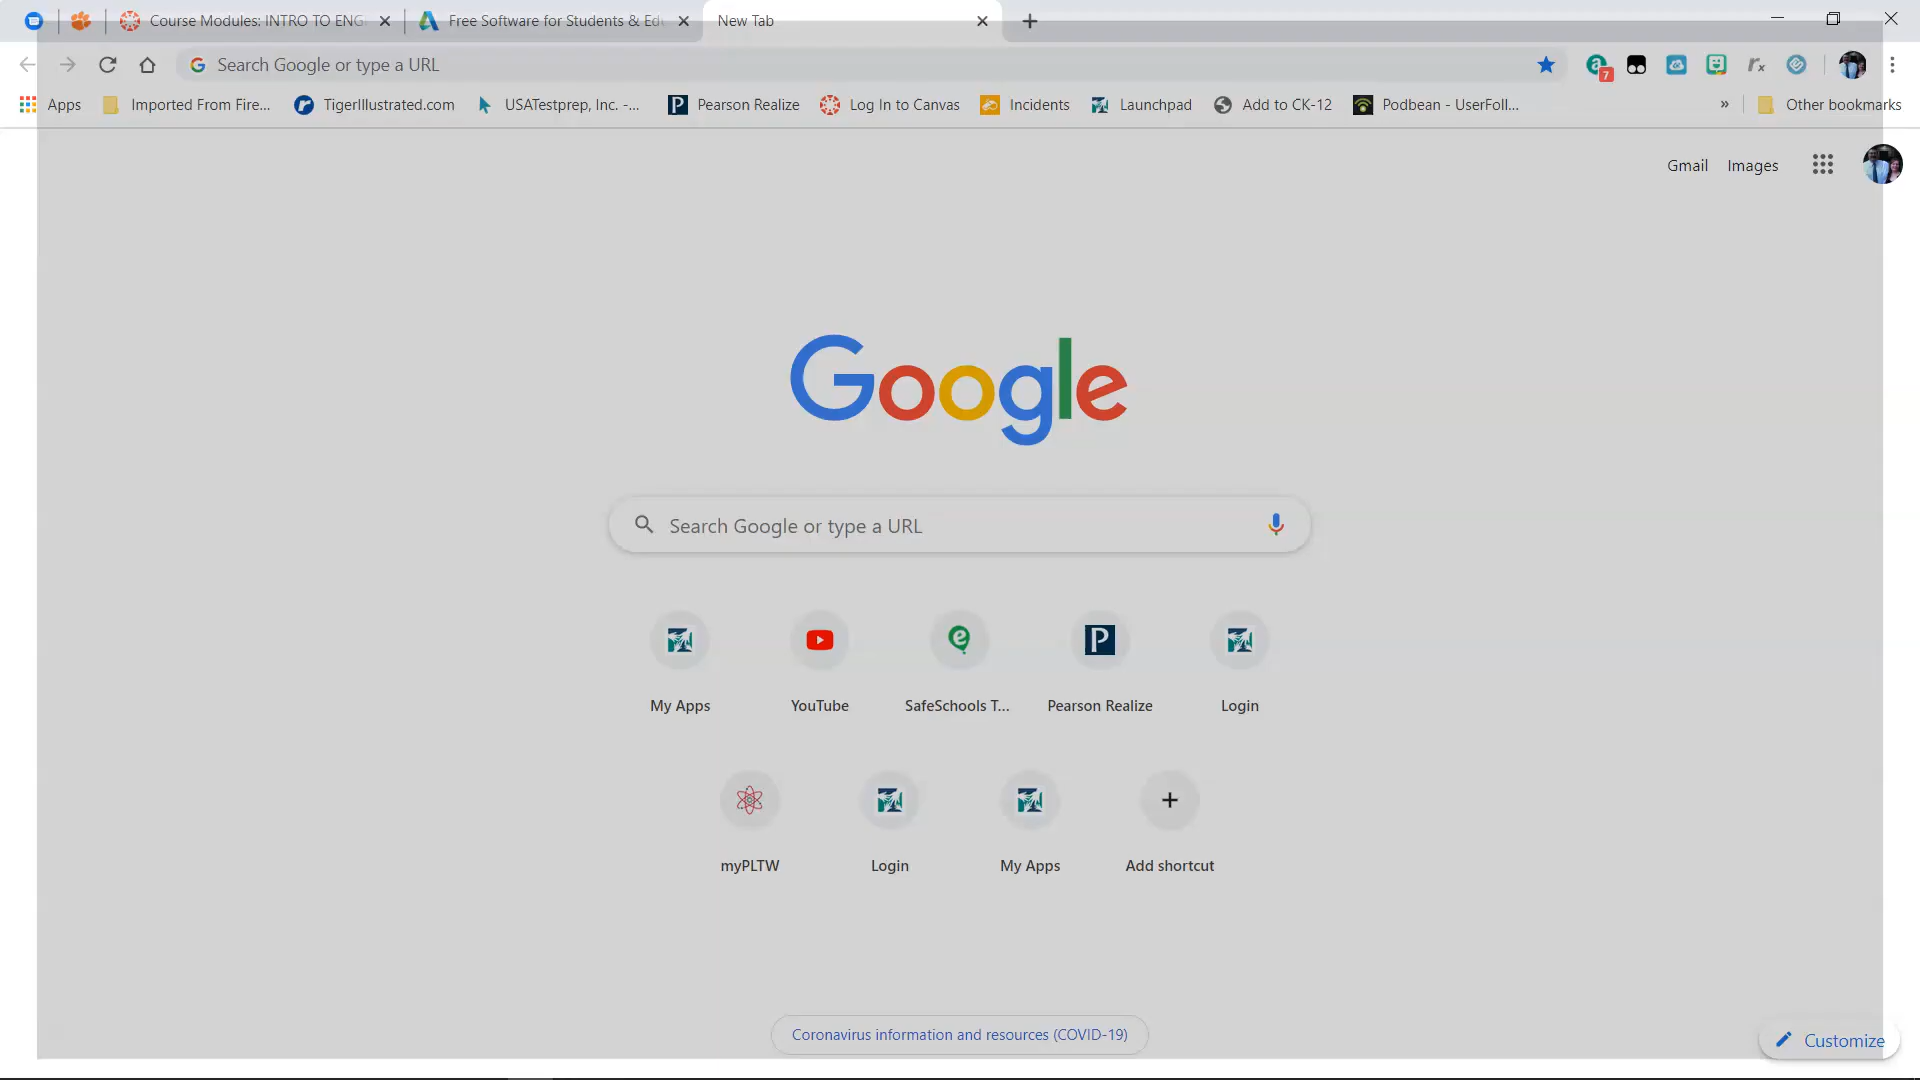 Course Modules: INTRO TO ENG
Free Software for Students & Edu
New Tab
Search Google or type a URL
7
Apps
Imported From Fire...
TigerIllustrated.com
USATestprep, Inc. -...
Pearson Realize
Log In to Canvas
Incidents
Launchpad
Add to CK-12
Podbean - UserFoll...
»
Other bookmarks
Gmail
Images
Google
Search Google or type a URL
My Apps
YouTube
SafeSchools T...
Pearson Realize
Login
myPLTW
Login
My Apps
Add shortcut
Coronavirus information and resources (COVID-19)
Customize